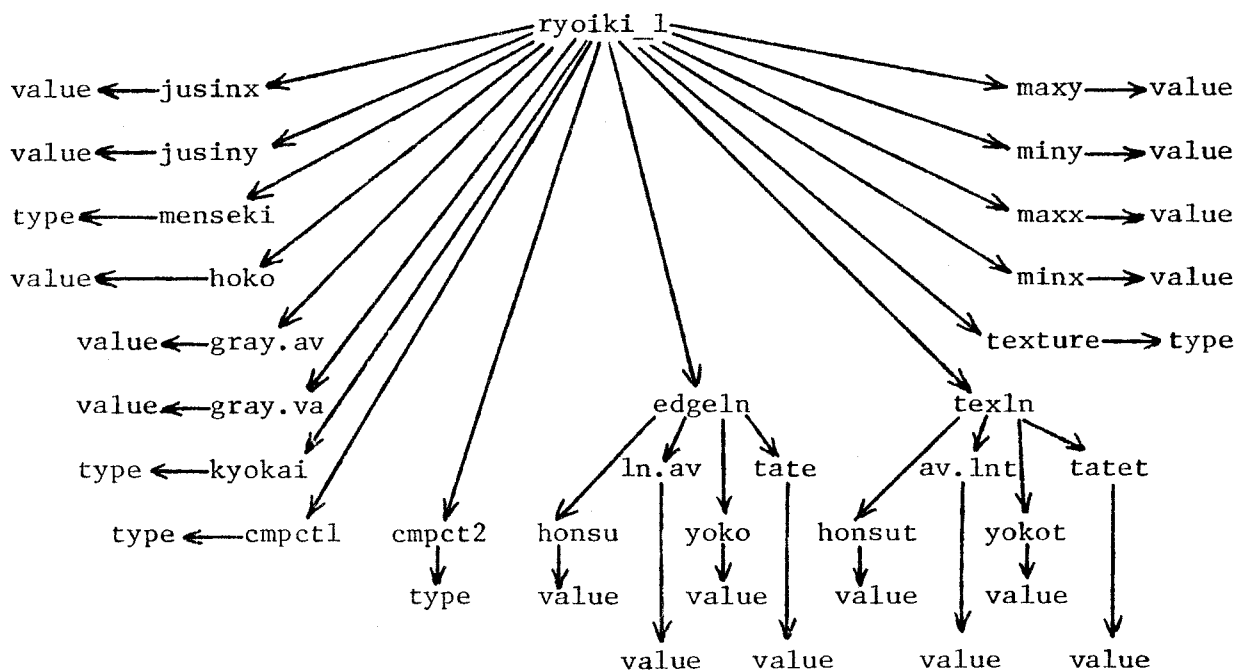 ryoiki_1
value jusinx maxy value
value jusiny miny value
type menseki maxx value
value hoko minx value
value gray.av texture type
value gray.va edgeln texln
type kyokai ln.av tate av.lnt tatet
type cmpct1 cmpct2 honsu yoko honsut yokot
type value value value value
value value value value